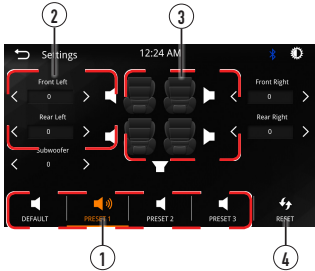 2
3
Settings
12:24 AM
Front Left
Front Right
0
0
Rear Left
Rear Right
0
0
Subwoofer
0
DEFAULT
PRESET 1
PRESET 2
PRESET 3
RESET
1
4